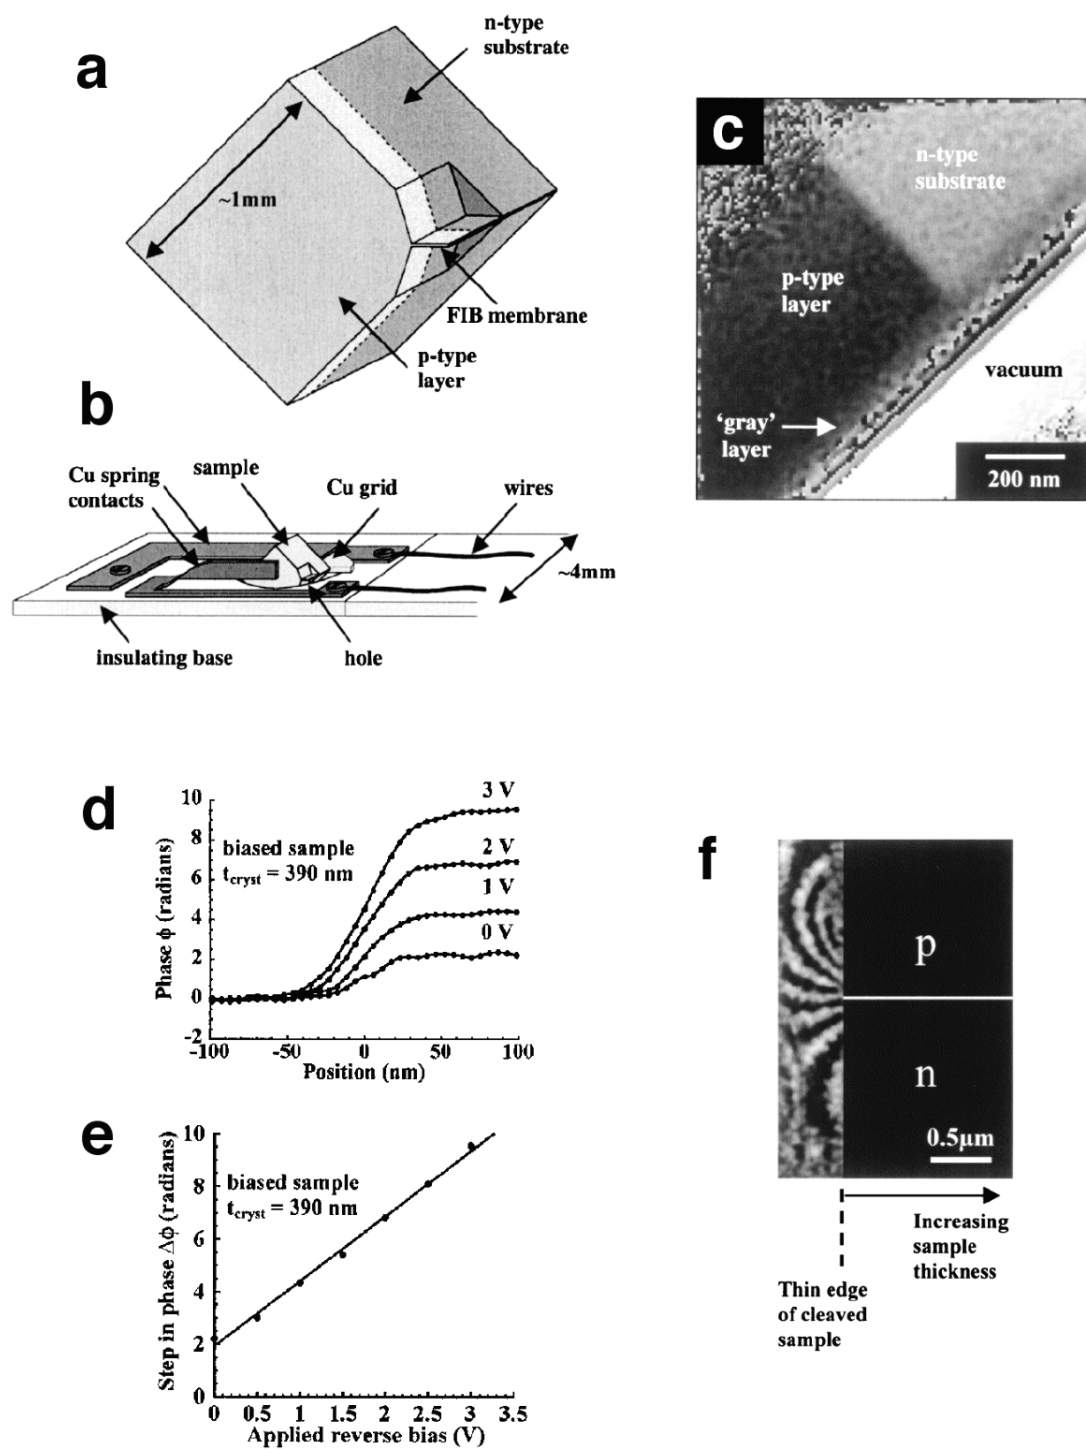 a
n-type
substrate
~1mm
FIB membrane
p-type
layer
b
Cu spring
contacts
sample
Cu grid
wires
~4mm
insulating base
hole
c
n-type
substrate
p-type
layer
vacuum
'gray'
layer
200 nm
d
Phase ϕ (radians)
10
8
6
4
2
0
-2
biased sample
t_cryst = 390 nm
3 V
2 V
1 V
0 V
-100 -50 0 50 100
Position (nm)
e
Step in phase Δϕ (radians)
10
8
6
4
2
0
biased sample
t_cryst = 390 nm
0 0.5 1 1.5 2 2.5 3 3.5
Applied reverse bias (V)
f
p
n
0.5μm
Increasing
sample
thickness
Thin edge
of cleaved
sample